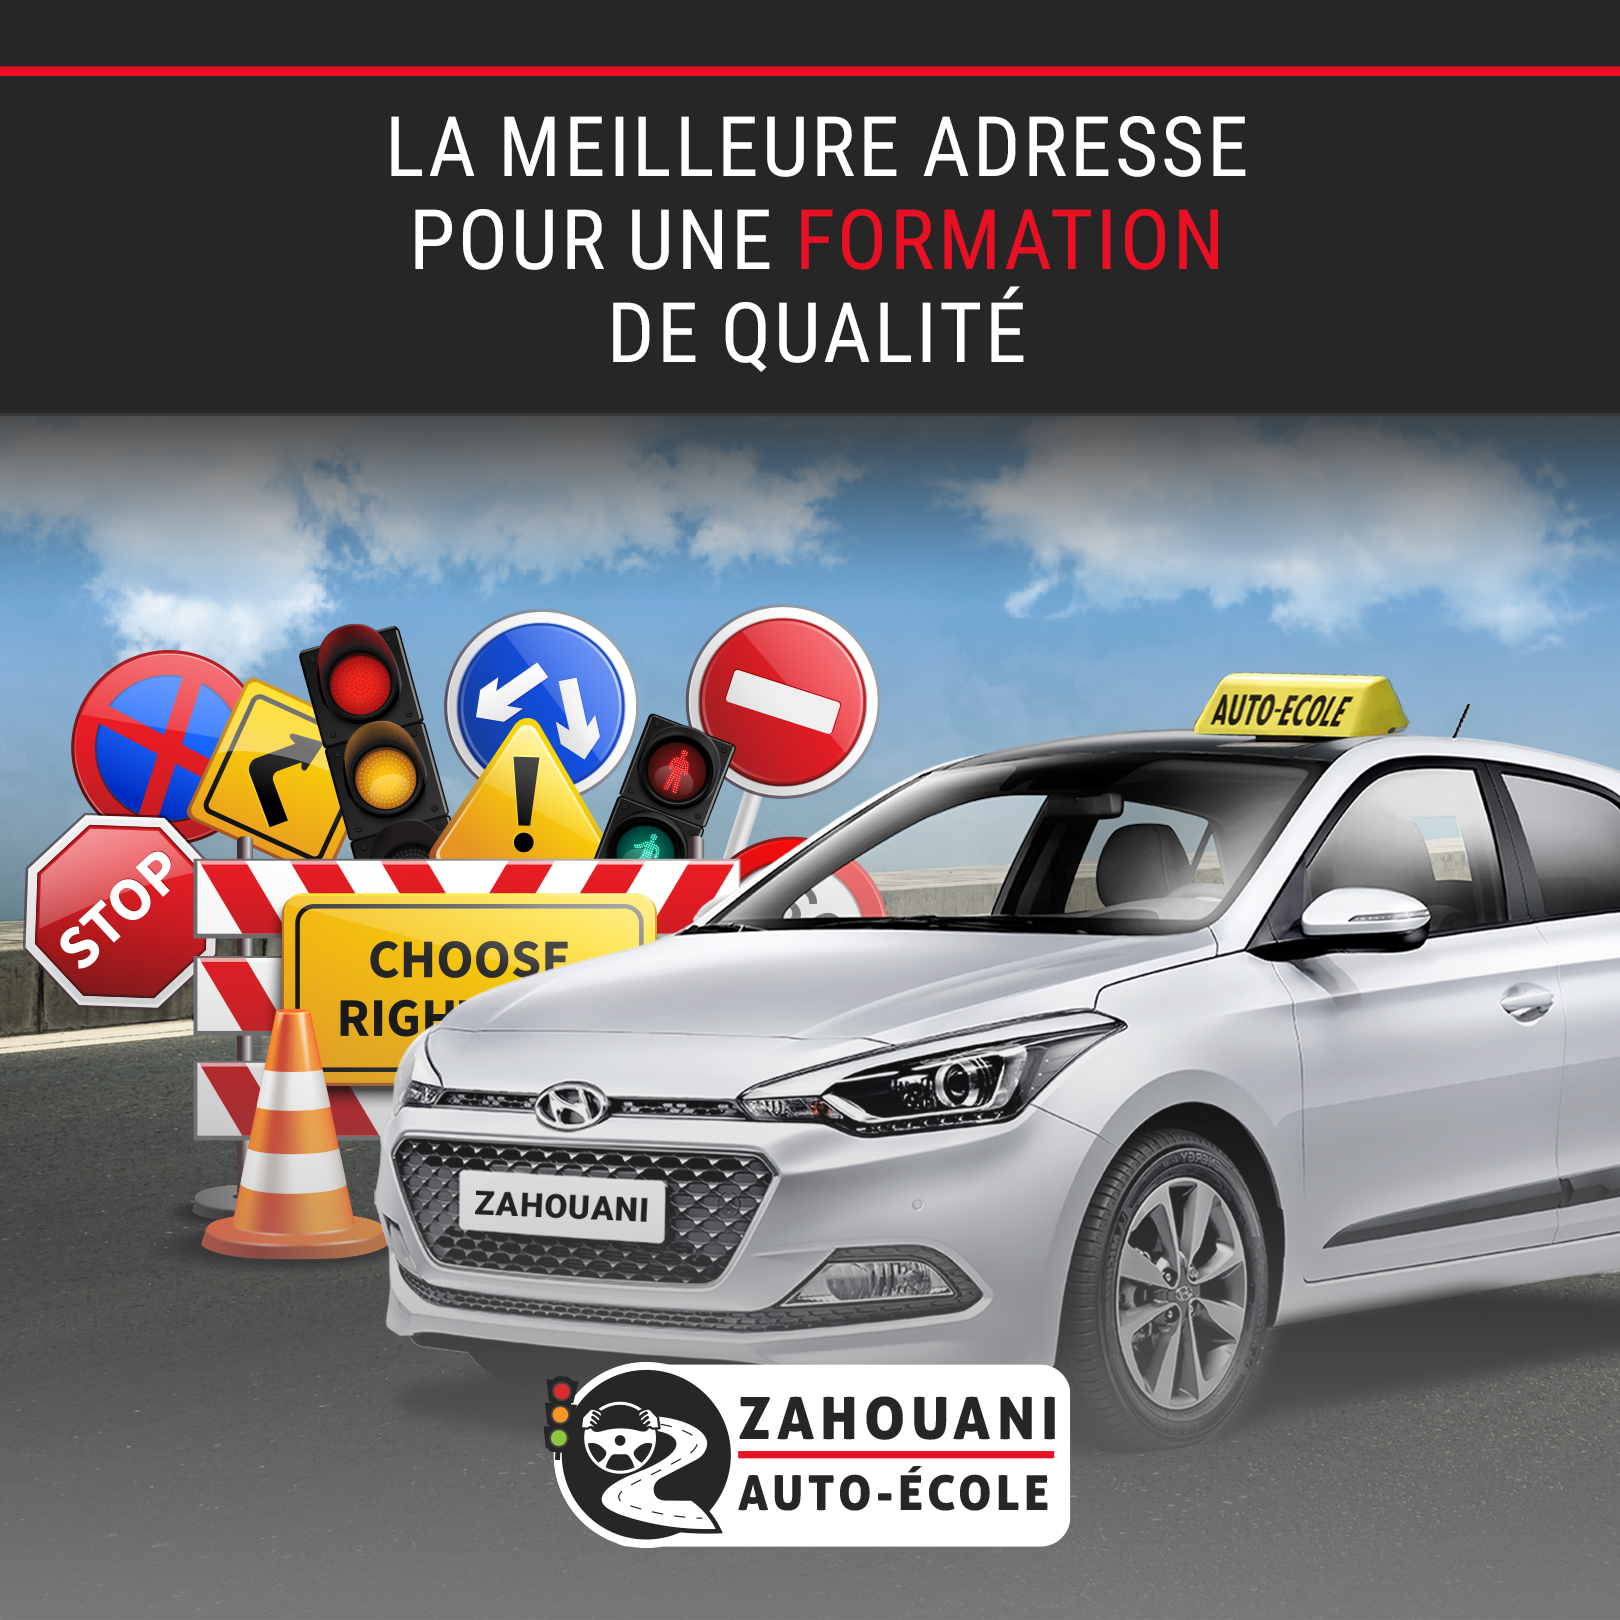 LA MEILLEURE ADRESSE
POUR UNE FORMATION
DE QUALITÉ
AUTO-ECOLE
STOP
CHOOSE
ZAHOUANI
ZAHOUANI
AUTO-ÉCOLE